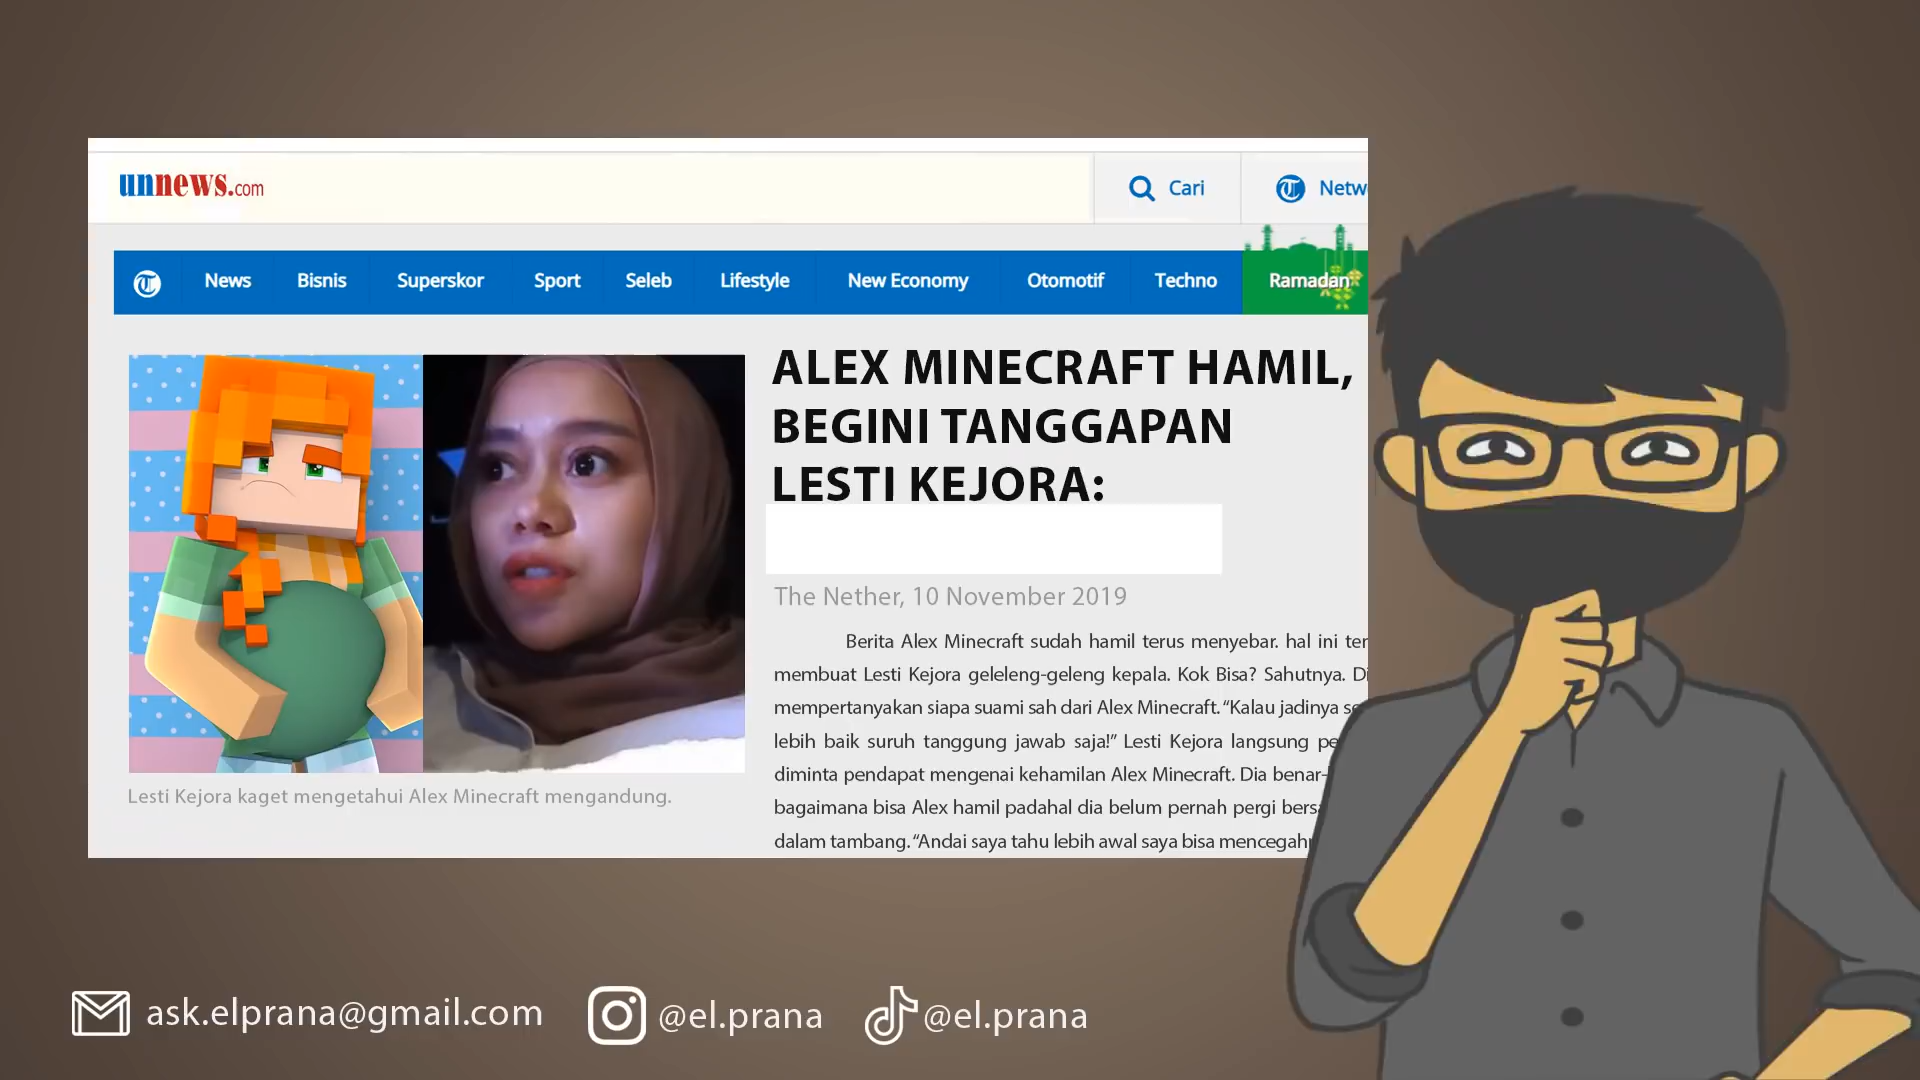 unnews.com
Cari
Netw
News Bisnis Superskor Sport Seleb Lifestyle New Economy Otomotif Techno Ramadan
ALEX MINECRAFT HAMIL,
BEGINI TANGGAPAN
LESTI KEJORA:
The Nether, 10 November 2019
Berita Alex Minecraft sudah hamil terus menyebar. hal ini ter
membuat Lesti Kejora geleleng-geleng kepala. Kok Bisa? Sahutnya. Di
mempertanyakan siapa suami sah dari Alex Minecraft. “Kalau jadinya se
lebih baik suruh tanggung jawab saja!” Lesti Kejora langsung pe
diminta pendapat mengenai kehamilan Alex Minecraft. Dia benar-
bagaimana bisa Alex hamil padahal dia belum pernah pergi bersa
dalam tambang. “Andai saya tahu lebih awal saya bisa mencegah
Lesti Kejora kaget mengetahui Alex Minecraft mengandung.
ask.elprana@gmail.com @el.prana @el.prana